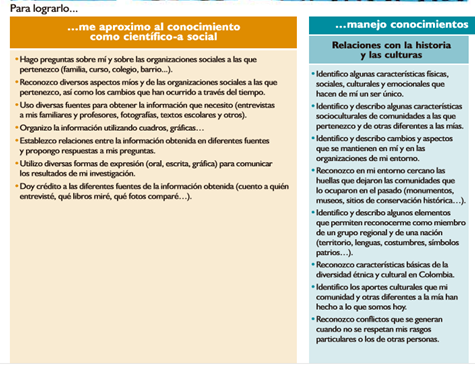 Para lograrlo...
...me aproximo al conocimiento
como científico-a social
• Hago preguntas sobre mí y sobre las organizaciones sociales a las que
pertenezco (familia, curso, colegio, barrio...).
• Reconozco diversos aspectos míos y de las organizaciones sociales a las que
pertenezco, así como los cambios que han ocurrido a través del tiempo.
• Uso diversas fuentes para obtener la información que necesito (entrevistas
a mis familiares y profesores, fotografías, textos escolares y otros).
• Organizo la información utilizando cuadros, gráficas…
• Establezco relaciones entre la información obtenida en diferentes fuentes
y propongo respuestas a mis preguntas.
• Utilizo diversas formas de expresión (oral, escrita, gráfica) para comunicar
los resultados de mi investigación.
• Doy crédito a las diferentes fuentes de la información obtenida (cuento a quién
entrevisté, qué libros miré, qué fotos comparé…).
...manejo conocimientos
Relaciones con la historia
y las culturas
• Identifico algunas características físicas,
sociales, culturales y emocionales que
hacen de mí un ser único.
• Identifico y describo algunas características
socioculturales de comunidades a las que
pertenezco y de otras diferentes a las mías.
• Identifico y describo cambios y aspectos
que se mantienen en mí y en las
organizaciones de mi entorno.
• Reconozco en mi entorno cercano las
huellas que dejaron las comunidades que
lo ocuparon en el pasado (monumentos,
museos, sitios de conservación histórica…).
• Identifico y describo algunos elementos
que permiten reconocerme como miembro
de un grupo regional y de una nación
(territorio, lenguas, costumbres, símbolos
patrios…).
• Reconozco características básicas de la
diversidad étnica y cultural en Colombia.
• Identifico los aportes culturales que mi
comunidad y otras diferentes a la mía han
hecho a lo que somos hoy.
• Reconozco conflictos que se generan
cuando no se respetan mis rasgos
particulares o los de otras personas.